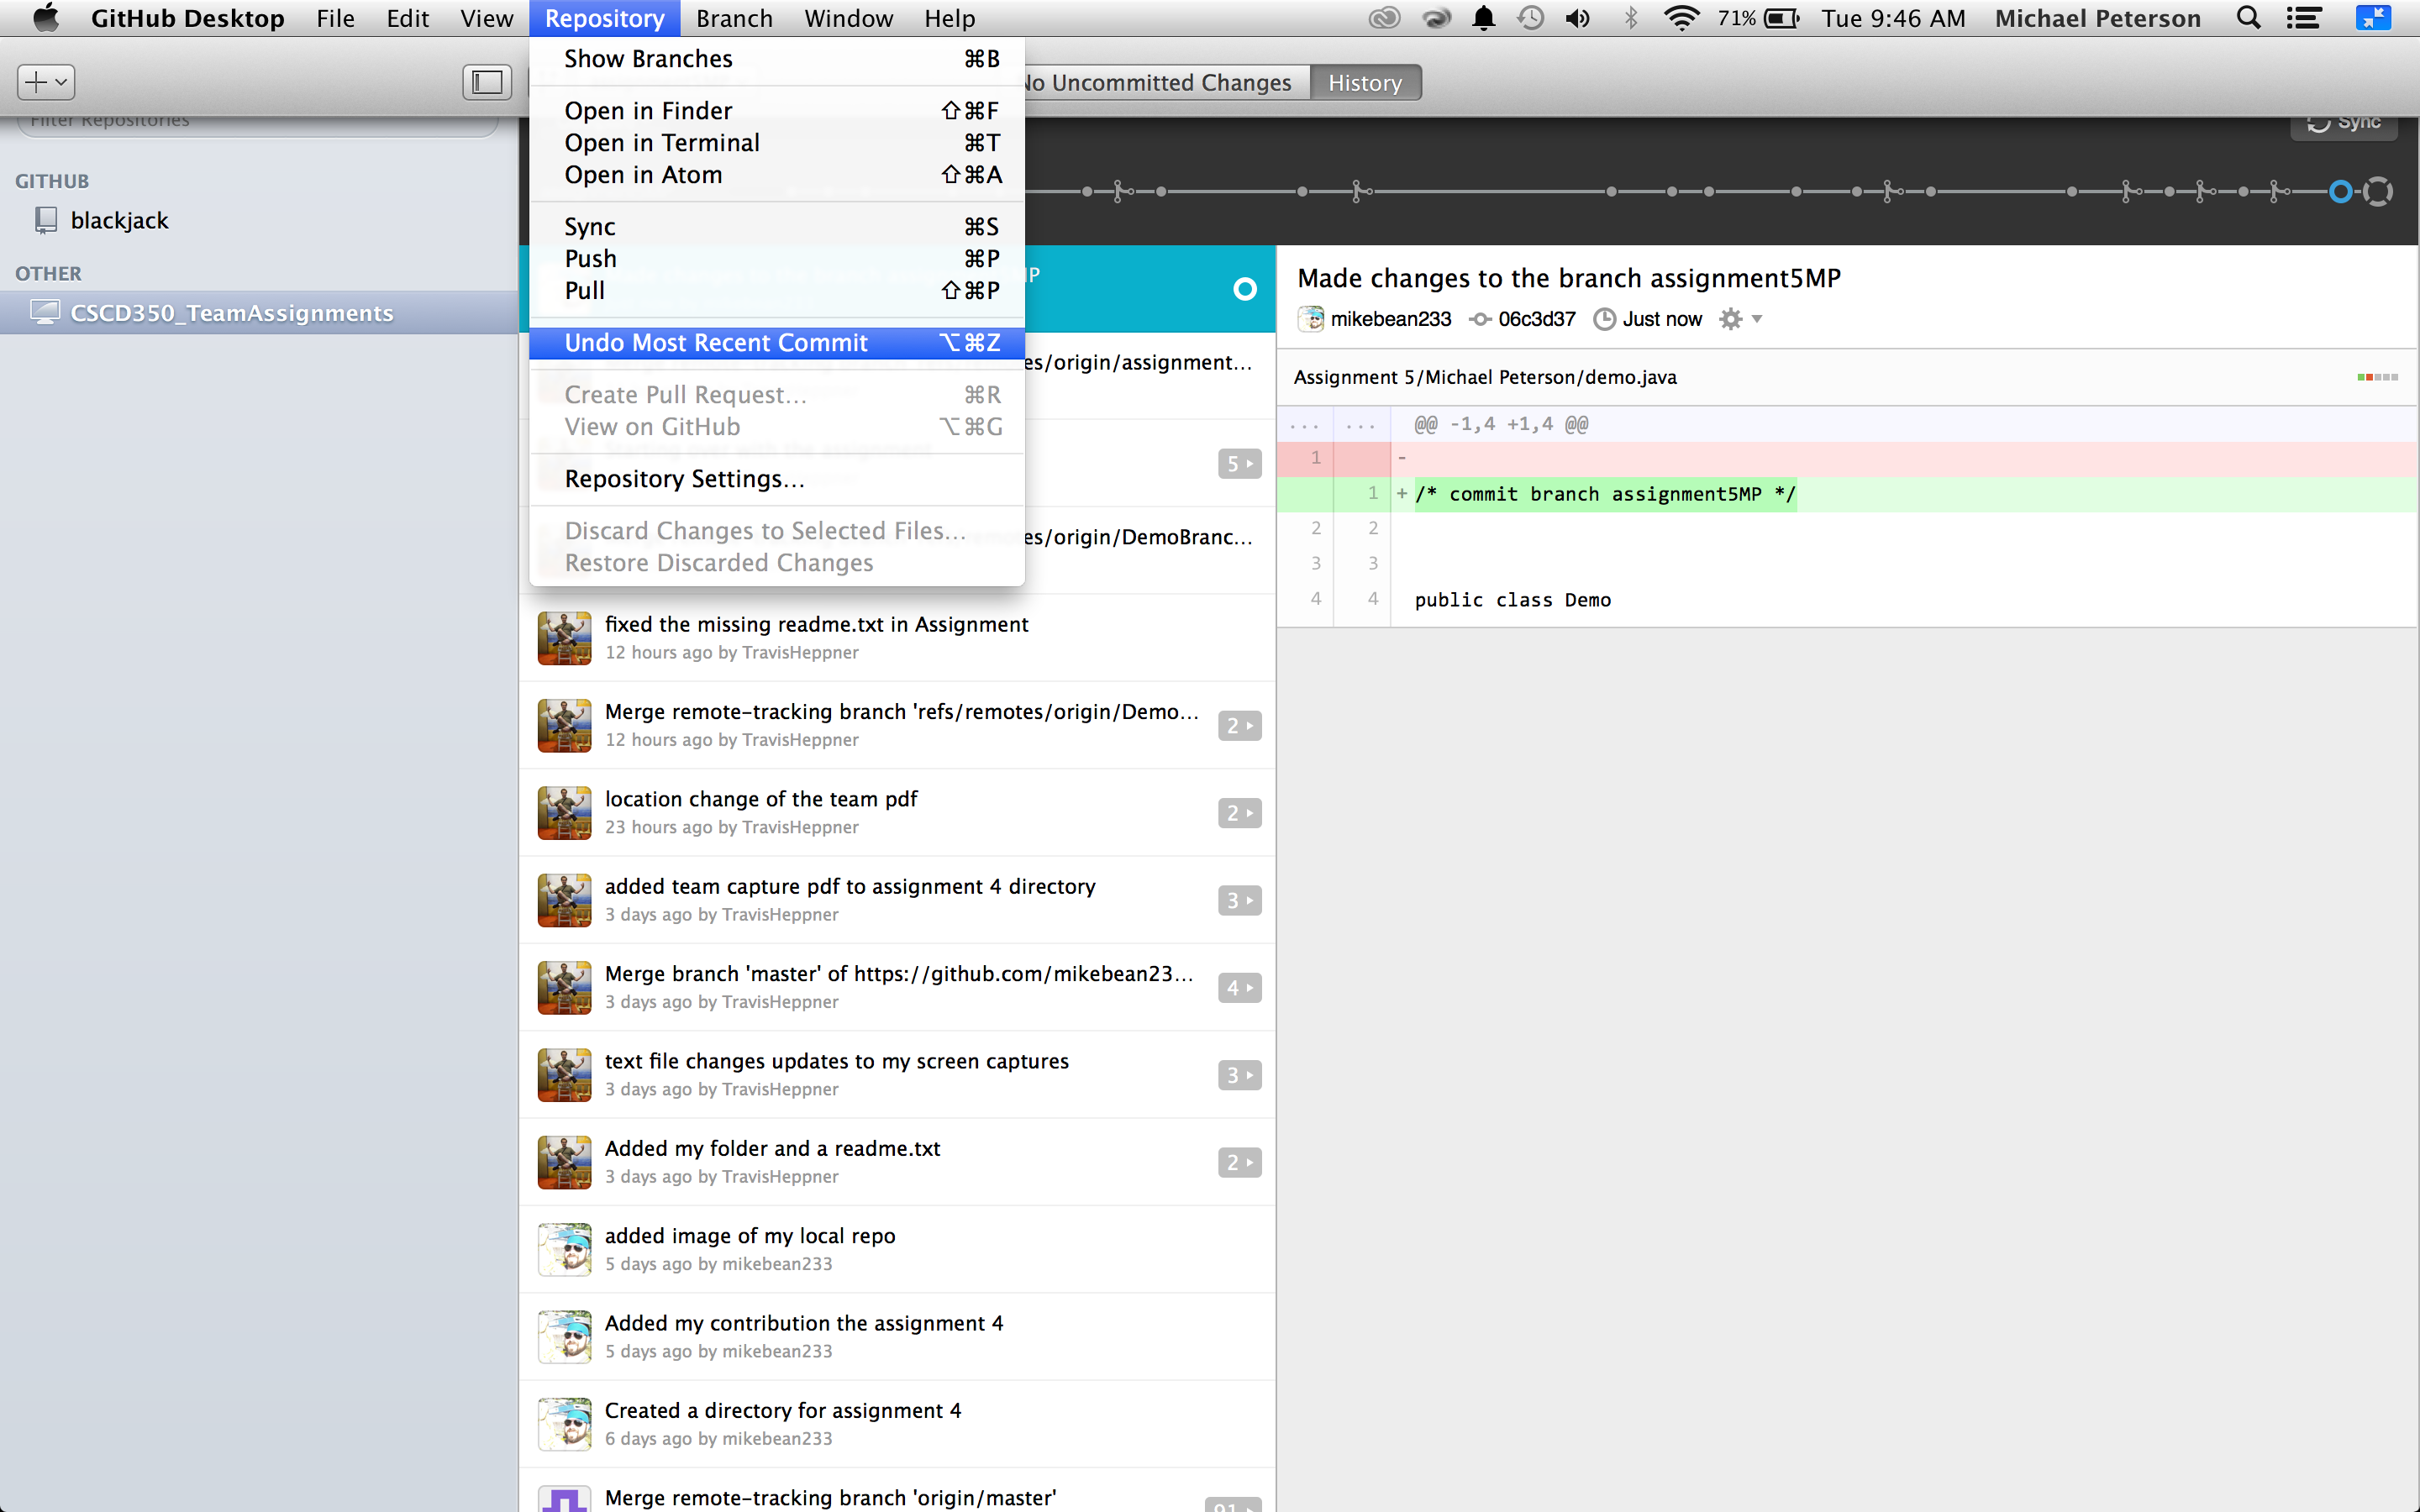 GitHub Desktop File Edit View Repository Branch Window Help 71% Tue 9:46 AM Michael Peterson
No Uncommitted Changes History
Filter Repositories
Sync
GITHUB
blackjack
OTHER
CSCD350_TeamAssignments
Show Branches ⌘B
Open in Finder ⇧⌘F
Open in Terminal ⌘T
Open in Atom ⇧⌘A
Sync ⌘S
Push ⌘P
Pull ⇧⌘P
Undo Most Recent Commit ⌥⌘Z
Create Pull Request... ⌘R
View on GitHub ⌥⌘G
Repository Settings...
Discard Changes to Selected Files...
Restore Discarded Changes
MP
es/origin/assignment...
5
es/origin/DemoBranc...
fixed the missing readme.txt in Assignment
12 hours ago by TravisHeppner
Merge remote-tracking branch 'refs/remotes/origin/Demo...
12 hours ago by TravisHeppner
2
location change of the team pdf
23 hours ago by TravisHeppner
2
added team capture pdf to assignment 4 directory
3 days ago by TravisHeppner
3
Merge branch 'master' of https://github.com/mikebean23...
3 days ago by TravisHeppner
4
text file changes updates to my screen captures
3 days ago by TravisHeppner
3
Added my folder and a readme.txt
3 days ago by TravisHeppner
2
added image of my local repo
5 days ago by mikebean233
Added my contribution the assignment 4
5 days ago by mikebean233
Created a directory for assignment 4
6 days ago by mikebean233
Merge remote-tracking branch 'origin/master'
91
Made changes to the branch assignment5MP
mikebean233 06c3d37 Just now
Assignment 5/Michael Peterson/demo.java
... ... @@ -1,4 +1,4 @@
1 -
1 + /* commit branch assignment5MP */
2 2
3 3
4 4 public class Demo